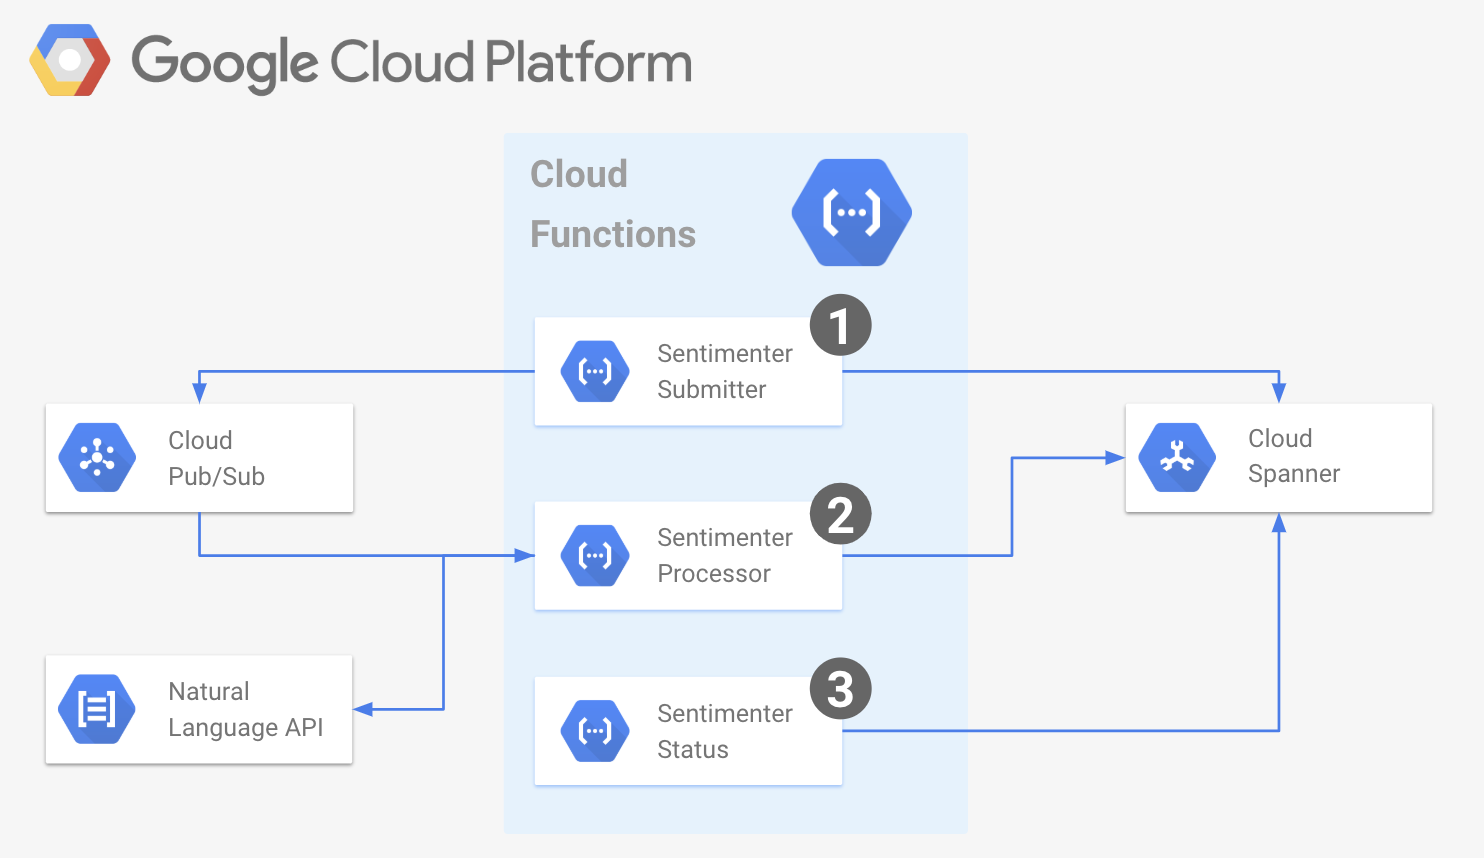 Google Cloud Platform
Cloud
Functions
1
Sentimenter
Submitter
Cloud
Pub/Sub
Cloud
Spanner
2
Sentimenter
Processor
Natural
Language API
3
Sentimenter
Status